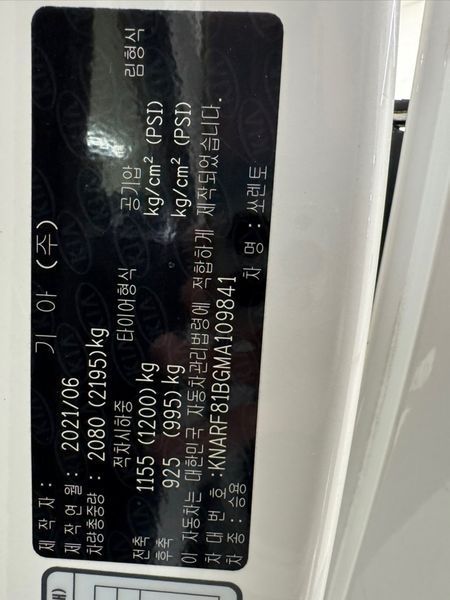 제 작 자 : 기 아 (주)
제 작 연 월 : 2021/06
차량총중량 : 2080 (2195)kg
적차시하중 타이어형식 공기압 림형식
전축 1155 (1200)kg kg/cm² (PSI)
후축 925 (995)kg kg/cm² (PSI)
이 자동차는 대한민국 자동차관리법령에 적합하게 제작되었습니다.
차 대 번 호 : KNARF81BGMA109841
차 종 : 승용 차 명 : 쏘렌토